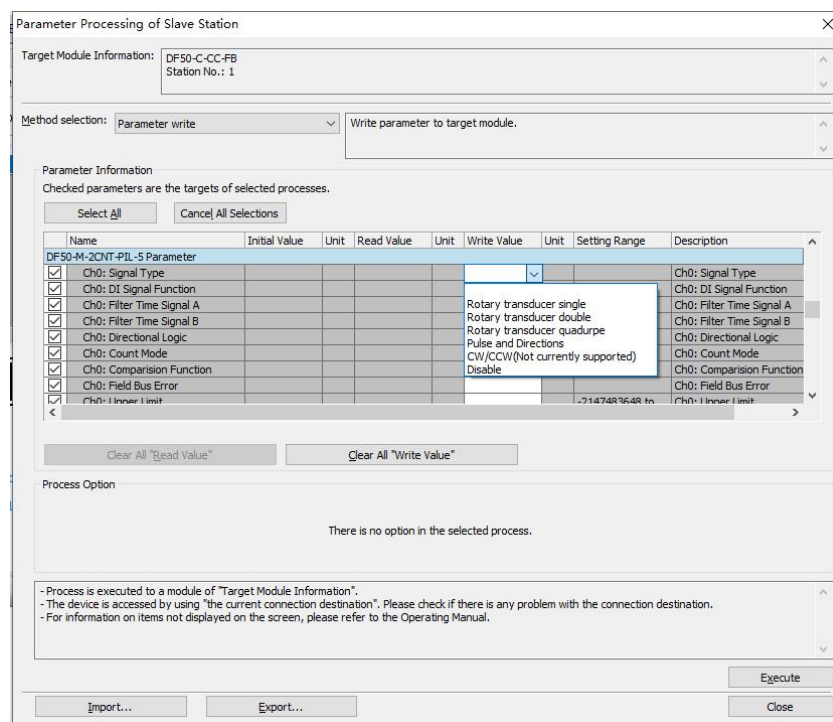 Parameter Processing of Slave Station
Target Module Information:
DF50-C-CC-FB
Station No.: 1
Method selection:
Parameter write
Write parameter to target module.
Parameter Information
Checked parameters are the targets of selected processes.
Select All
Cancel All Selections
Name Initial Value Unit Read Value Unit Write Value Unit Setting Range Description
DF50-M-2CNT-PIL-5 Parameter
Ch0: Signal Type Ch0: Signal Type
Ch0: DI Signal Function Ch0: DI Signal Function
Ch0: Filter Time Signal A Rotary transducer single Ch0: Filter Time Signal A
Ch0: Filter Time Signal B Rotary transducer double Ch0: Filter Time Signal B
Ch0: Directional Logic Rotary transducer quadurpe Ch0: Directional Logic
Ch0: Count Mode Pulse and Directions Ch0: Count Mode
Ch0: Comparision Function CW/CCW(Not currently supported) Ch0: Comparision Function
Ch0: Field Bus Error Disable Ch0: Field Bus Error
Ch0: Upper Limit -2147483648 to Ch0: Upper Limit
Clear All "Read Value"
Clear All "Write Value"
Process Option
There is no option in the selected process.
- Process is executed to a module of "Target Module Information".
- The device is accessed by using "the current connection destination". Please check if there is any problem with the connection destination.
- For information on items not displayed on the screen, please refer to the Operating Manual.
Execute
Import...
Export...
Close